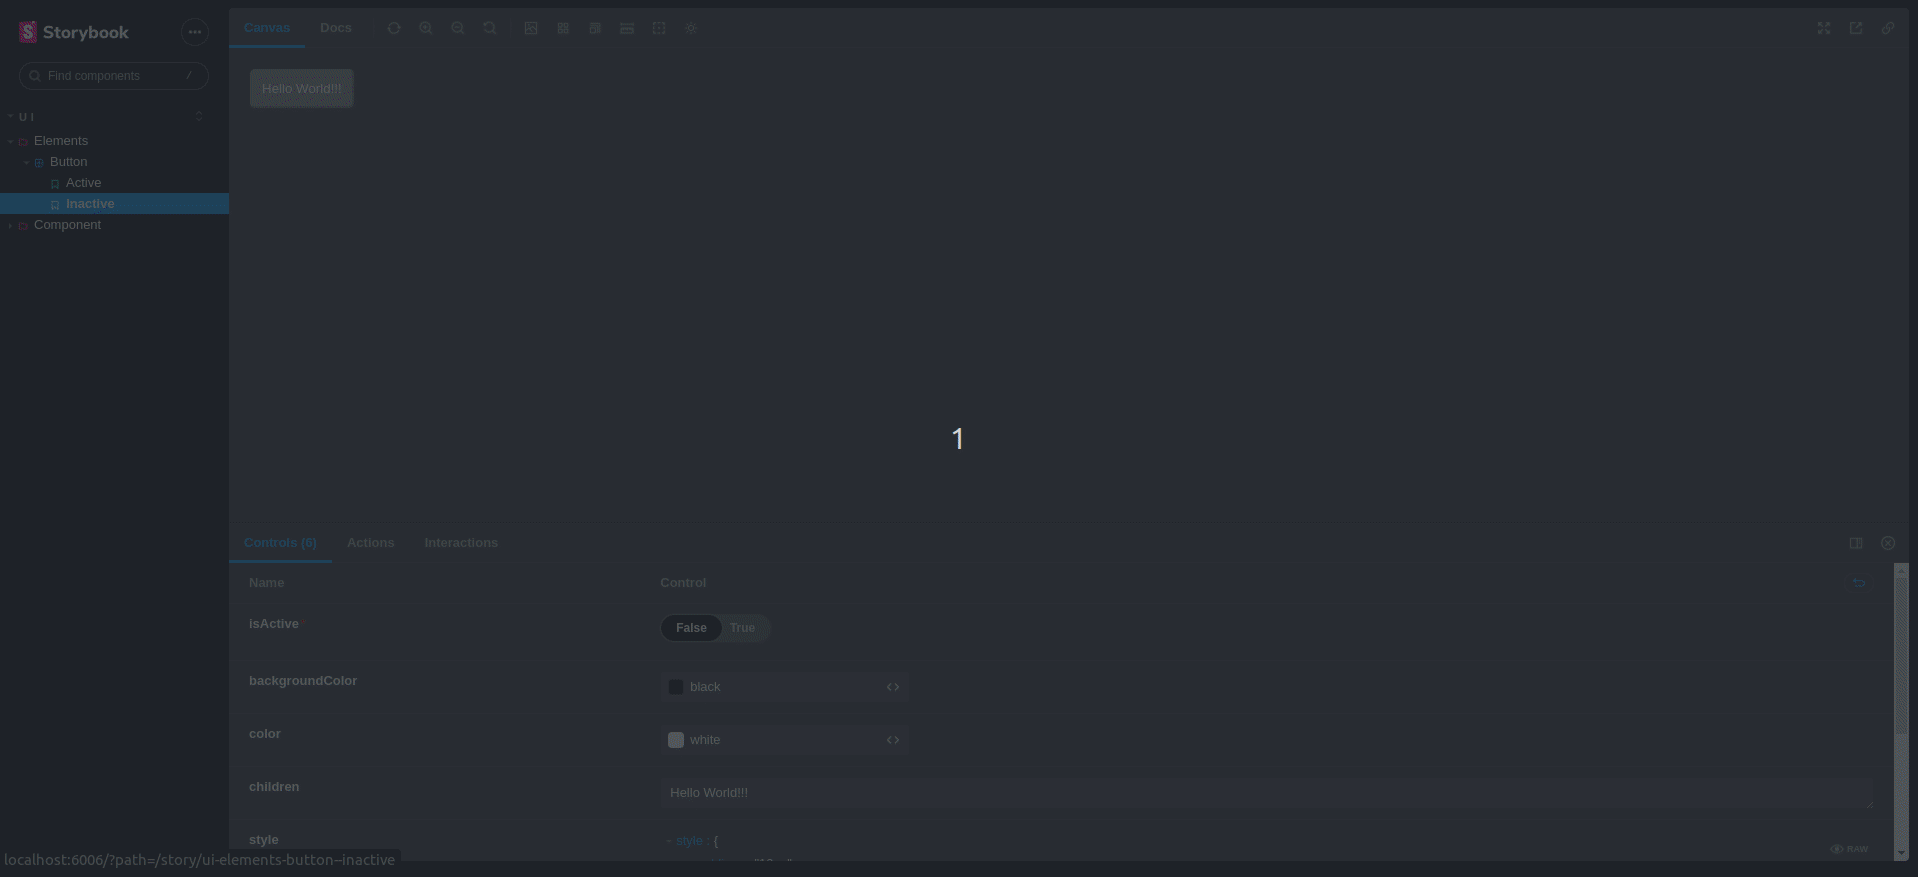 Storybook
Find components /
UI
Elements
Button
Active
Inactive
Component
Canvas Docs
Hello World!!!
1
Controls (6) Actions Interactions
Name Control
isActive* False True
backgroundColor black
color white
children Hello World!!!
style style : {
RAW
localhost:6006/?path=/story/ui-elements-button--inactive